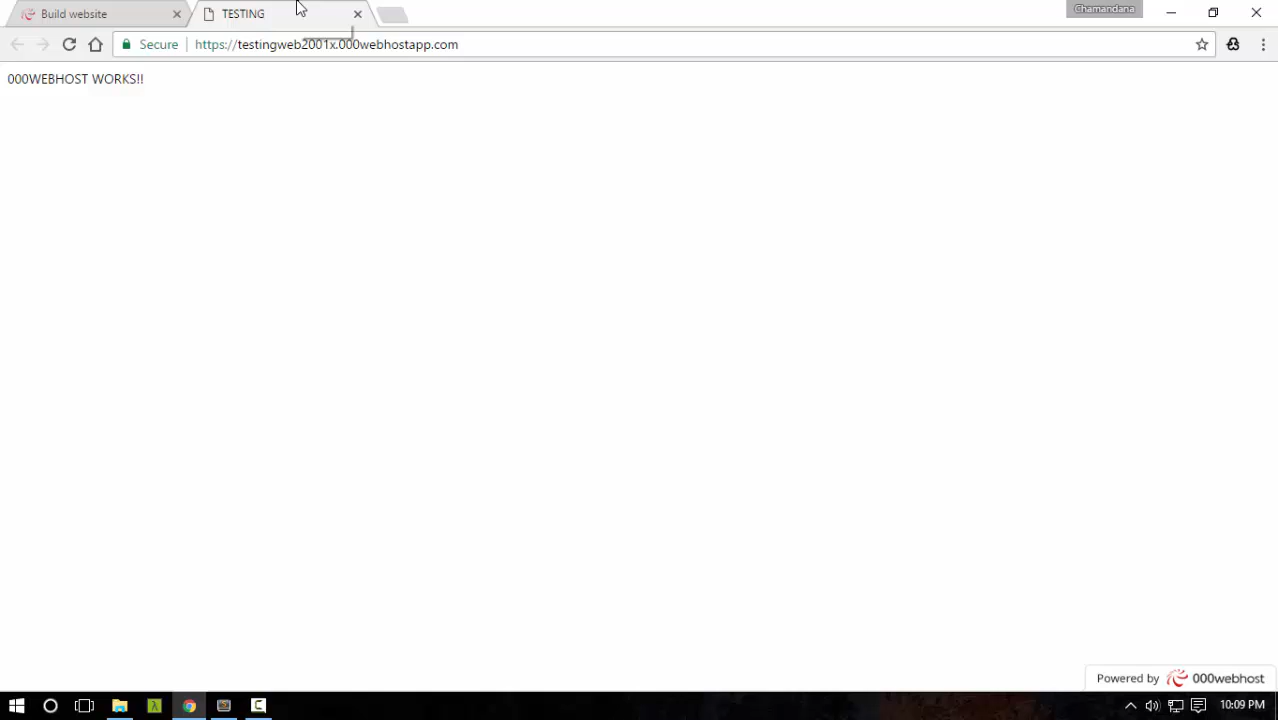 Build website
TESTING
Chamandana
Secure
https://testingweb2001x.000webhostapp.com
000WEBHOST WORKS!!
Powered by 000webhost
10:09 PM